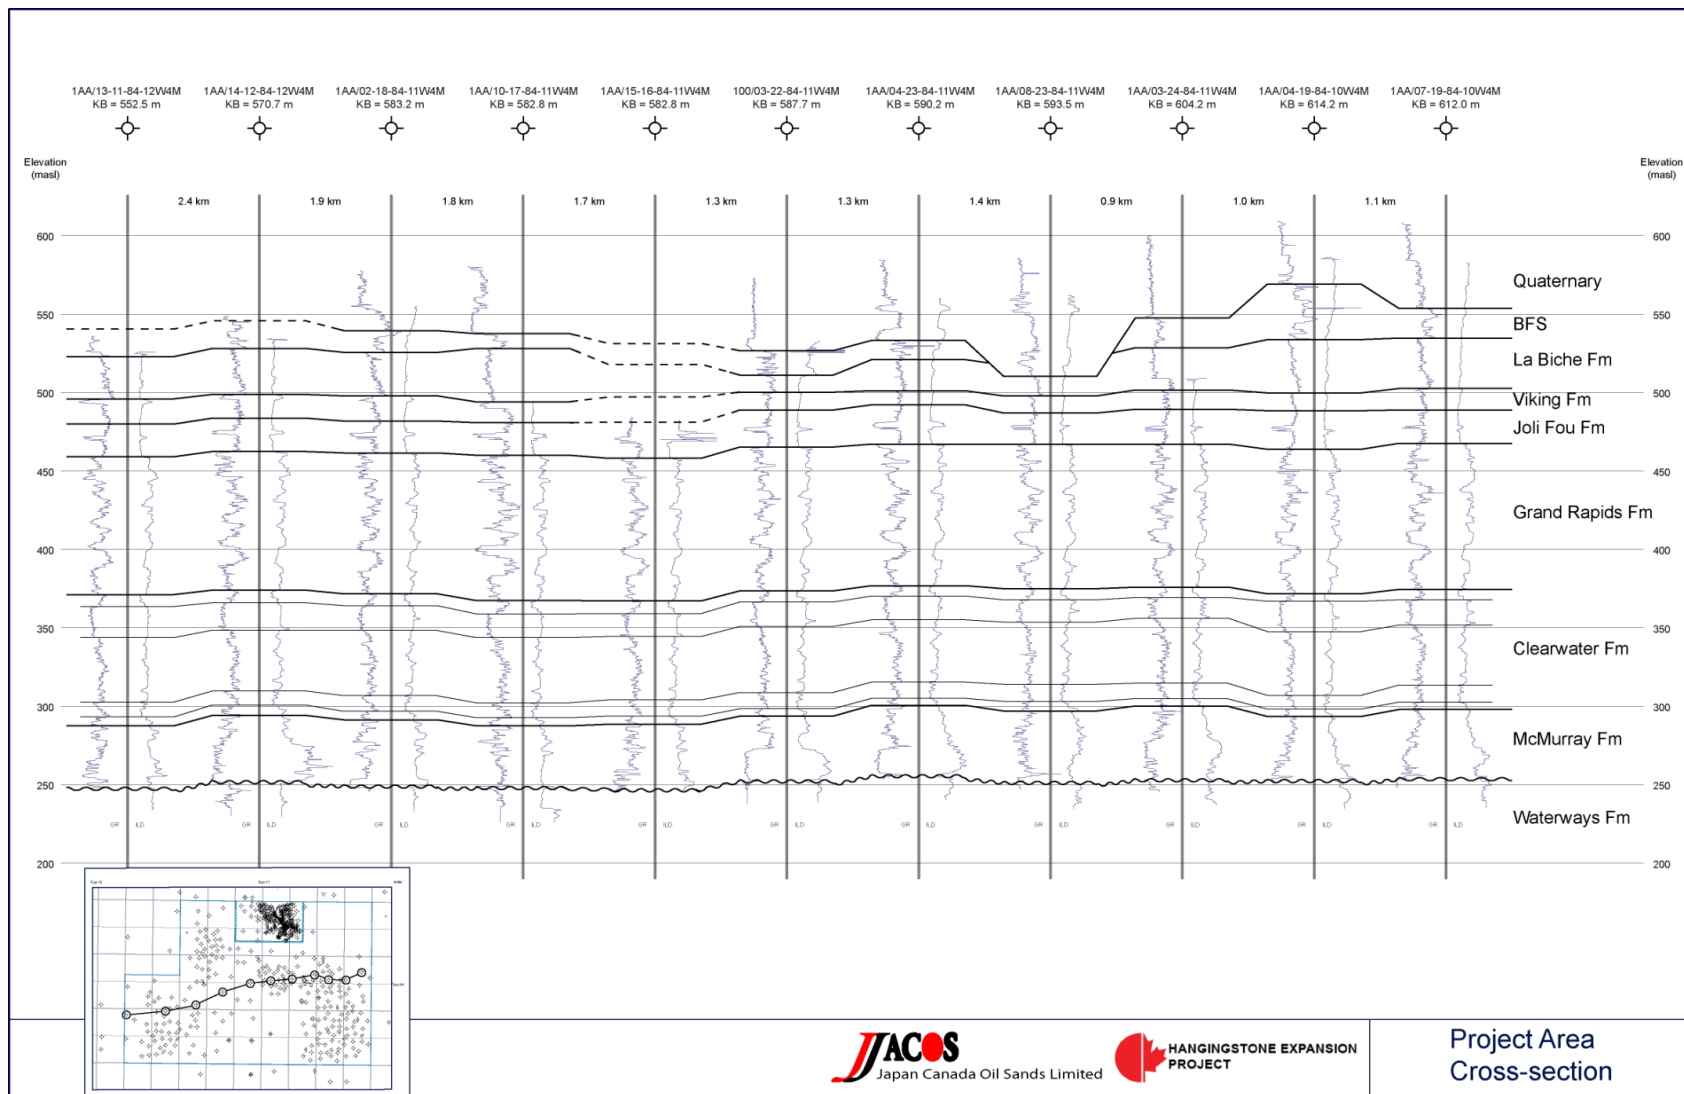 1AA/13-11-84-12W4M
KB = 552.5 m
1AA/14-12-84-12W4M
KB = 570.7 m
1AA/02-18-84-11W4M
KB = 583.2 m
1AA/10-17-84-11W4M
KB = 582.8 m
1AA/15-16-84-11W4M
KB = 582.8 m
100/03-22-84-11W4M
KB = 587.7 m
1AA/04-23-84-11W4M
KB = 590.2 m
1AA/08-23-84-11W4M
KB = 593.5 m
1AA/03-24-84-11W4M
KB = 604.2 m
1AA/04-19-84-10W4M
KB = 614.2 m
1AA/07-19-84-10W4M
KB = 612.0 m
Elevation
(masl)
Elevation
(masl)
2.4 km 1.9 km 1.8 km 1.7 km 1.3 km 1.3 km 1.4 km 0.9 km 1.0 km 1.1 km
600 600
Quaternary
550 550
BFS
La Biche Fm
500 500
Viking Fm
Joli Fou Fm
450 450
Grand Rapids Fm
400 400
350 350
Clearwater Fm
300 300
McMurray Fm
250 250
Waterways Fm
GR ILD GR ILD GR ILD GR ILD GR ILD GR ILD GR ILD GR ILD GR ILD GR ILD GR ILD
200 200
JACOS
Japan Canada Oil Sands Limited
HANGINGSTONE EXPANSION
PROJECT
Project Area
Cross-section